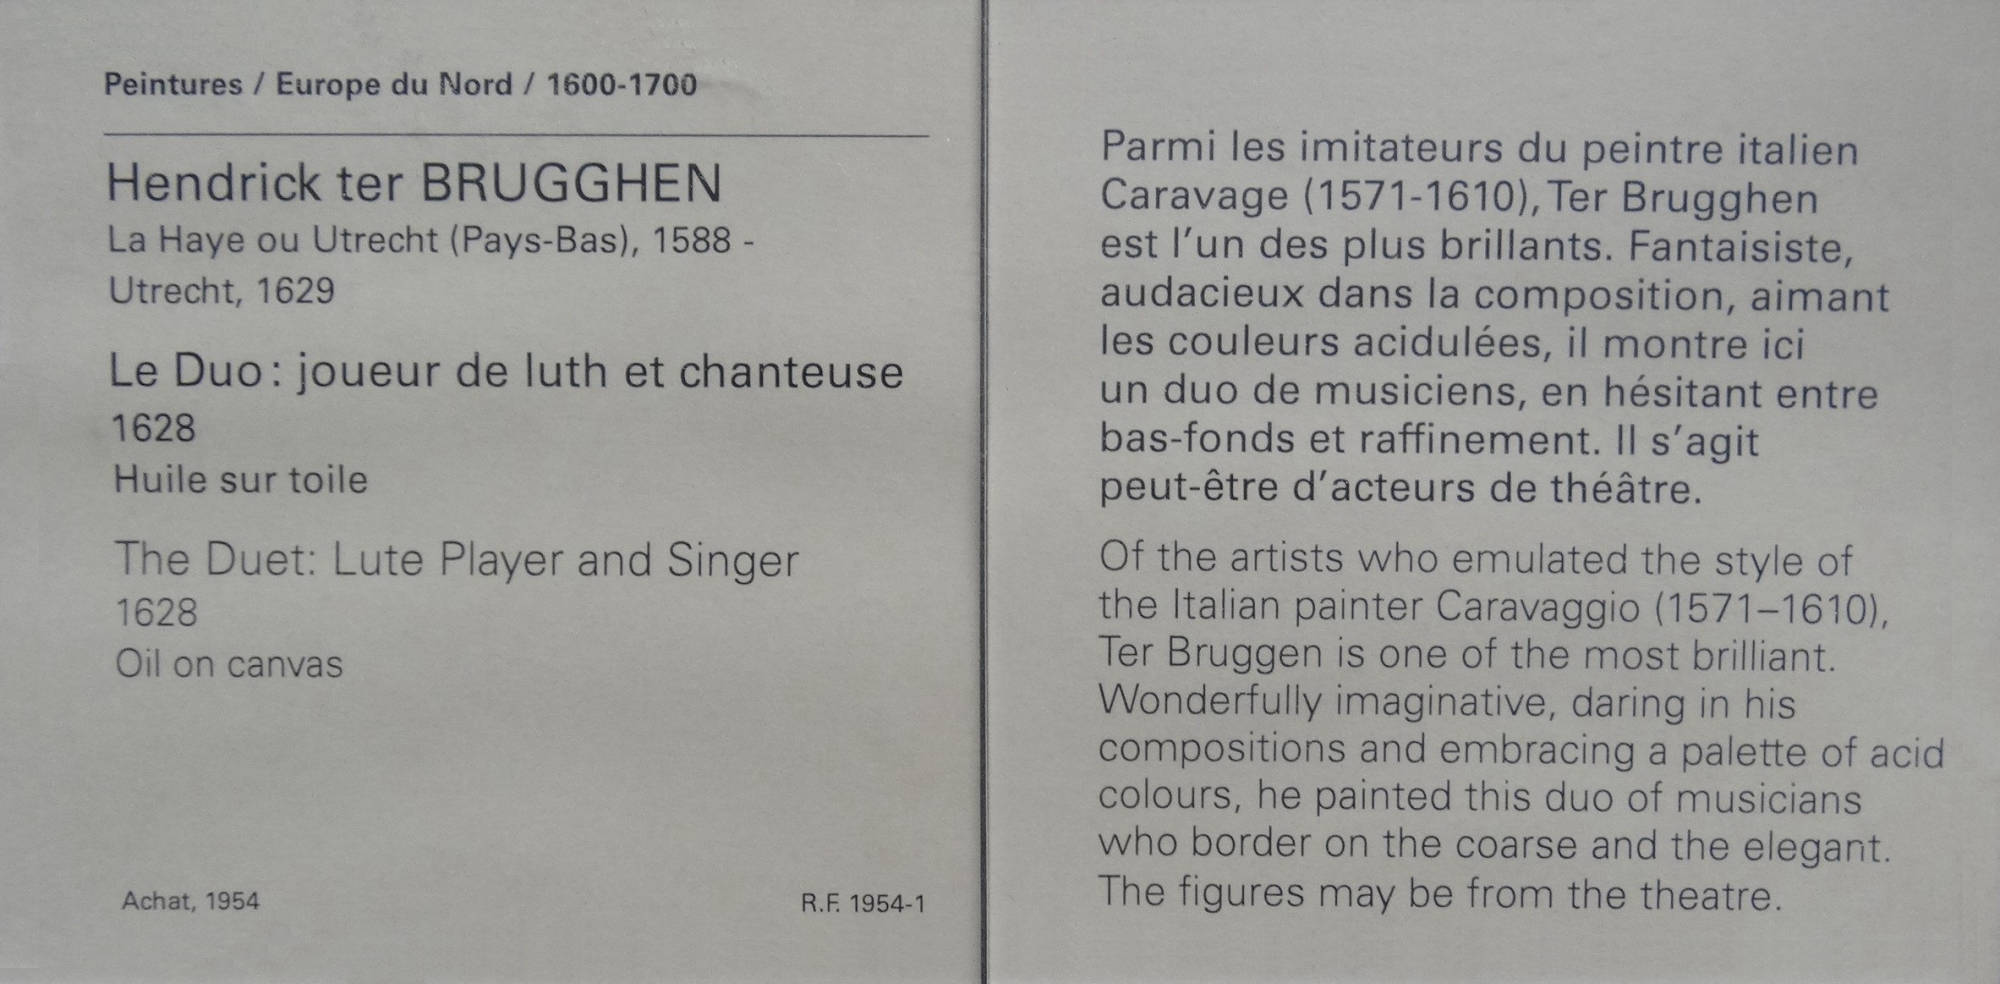 Peintures / Europe du Nord / 1600-1700
Hendrick ter BRUGGHEN
La Haye ou Utrecht (Pays-Bas), 1588 -
Utrecht, 1629
Le Duo : joueur de luth et chanteuse
1628
Huile sur toile
The Duet: Lute Player and Singer
1628
Oil on canvas
Achat, 1954
R.F. 1954-1
Parmi les imitateurs du peintre italien
Caravage (1571-1610), Ter Brugghen
est l'un des plus brillants. Fantaisiste,
audacieux dans la composition, aimant
les couleurs acidulées, il montre ici
un duo de musiciens, en hésitant entre
bas-fonds et raffinement. Il s'agit
peut-être d'acteurs de théâtre.
Of the artists who emulated the style of
the Italian painter Caravaggio (1571–1610),
Ter Bruggen is one of the most brilliant.
Wonderfully imaginative, daring in his
compositions and embracing a palette of acid
colours, he painted this duo of musicians
who border on the coarse and the elegant.
The figures may be from the theatre.